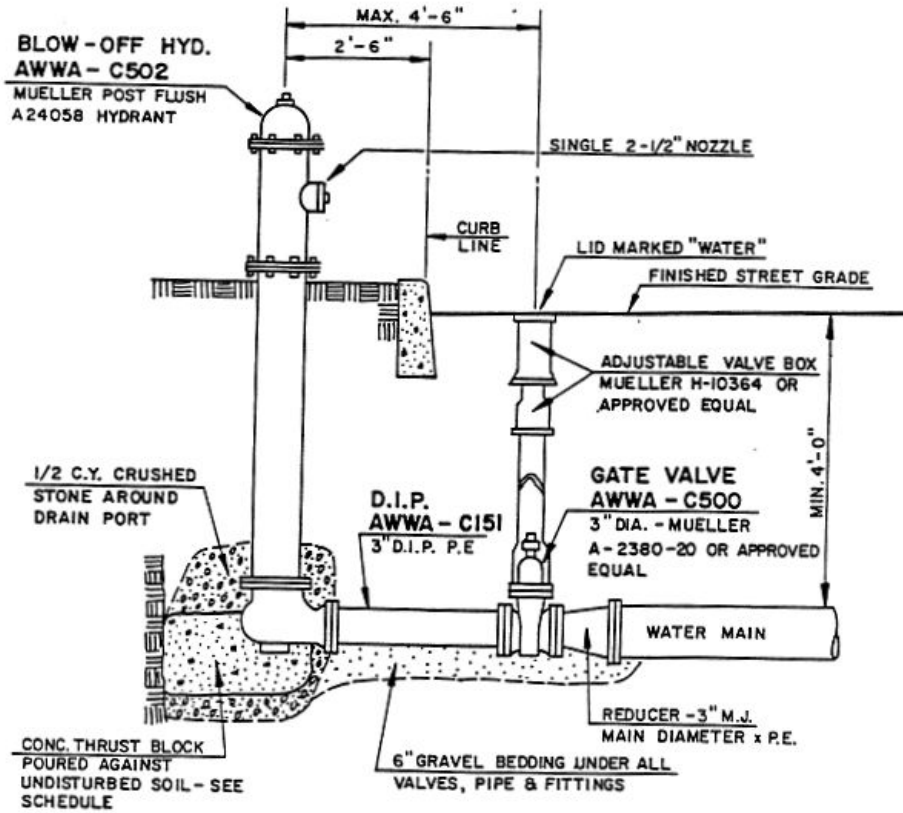 MAX. 4'-6"
2'-6"
BLOW-OFF HYD.
AWWA-C502
MUELLER POST FLUSH
A24058 HYDRANT
SINGLE 2-1/2" NOZZLE
CURB
LINE
LID MARKED "WATER"
FINISHED STREET GRADE
ADJUSTABLE VALVE BOX
MUELLER H-10364 OR
APPROVED EQUAL
MIN. 4'-0"
1/2 C.Y. CRUSHED
STONE AROUND
DRAIN PORT
D.I.P.
AWWA-C151
3" D.I.P. P.E
GATE VALVE
AWWA-C500
3" DIA. - MUELLER
A-2380-20 OR APPROVED
EQUAL
WATER MAIN
REDUCER-3" M.J.
MAIN DIAMETER x P.E.
CONC. THRUST BLOCK
POURED AGAINST
UNDISTURBED SOIL-SEE
SCHEDULE
6" GRAVEL BEDDING UNDER ALL
VALVES, PIPE & FITTINGS